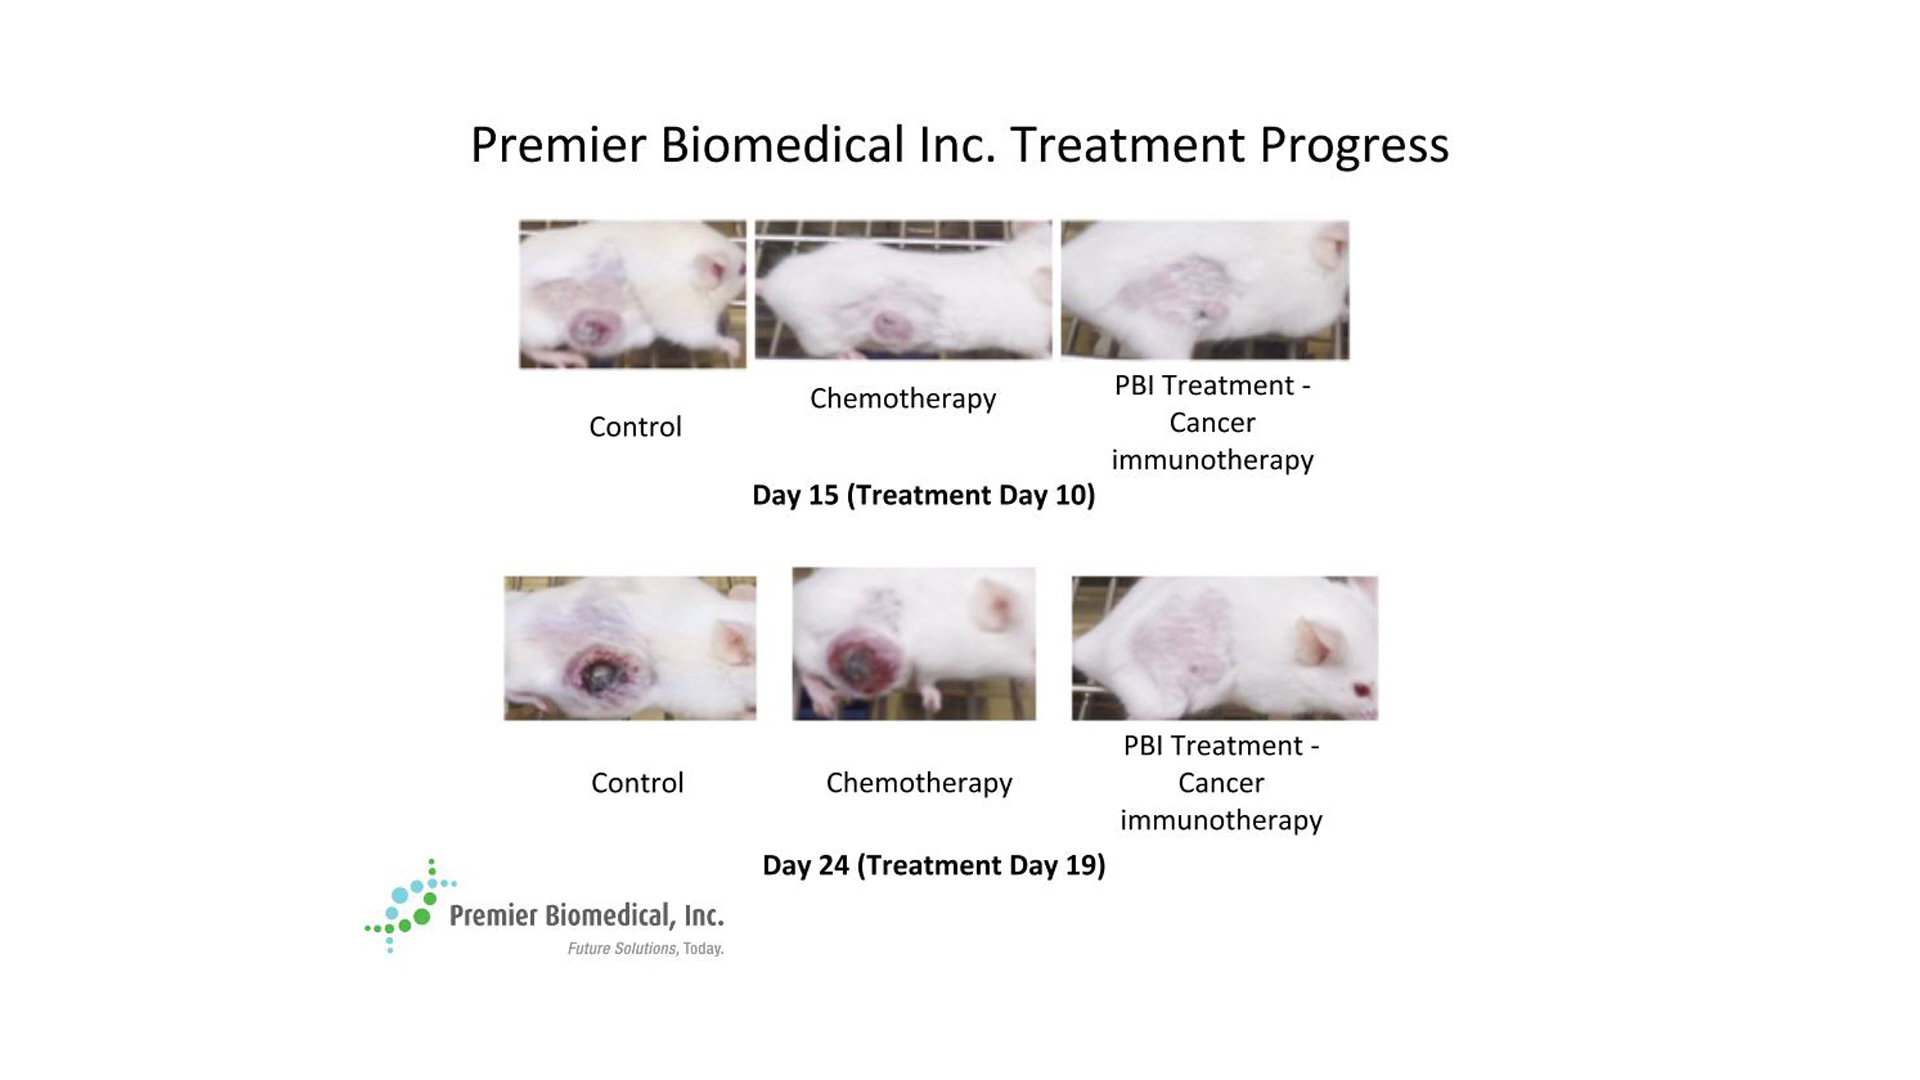 Premier Biomedical Inc. Treatment Progress
Control
Chemotherapy
PBI Treatment -
Cancer
immunotherapy
Day 15 (Treatment Day 10)
Control
Chemotherapy
PBI Treatment -
Cancer
immunotherapy
Day 24 (Treatment Day 19)
Premier Biomedical, Inc.
Future Solutions, Today.